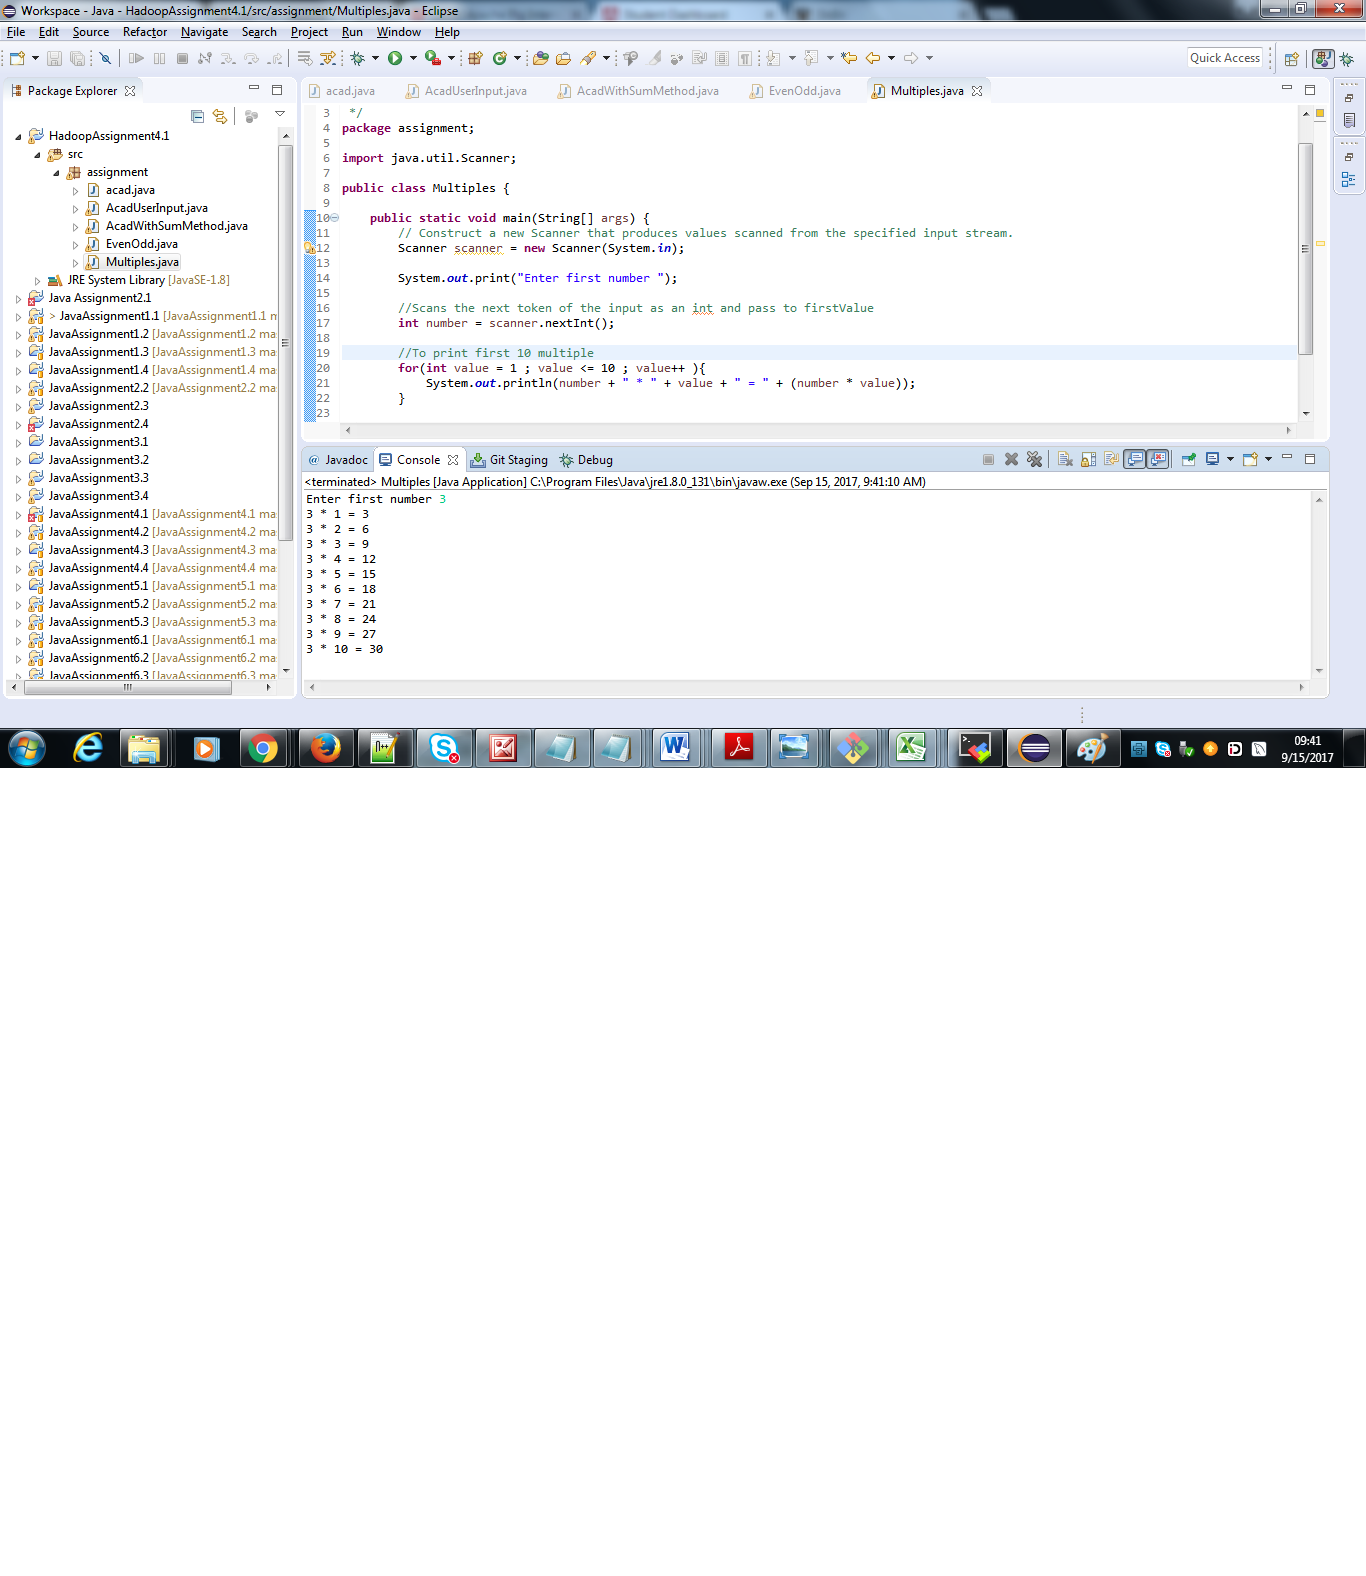 Workspace - Java - HadoopAssignment4.1/src/assignment/Multiples.java - Eclipse
File Edit Source Refactor Navigate Search Project Run Window Help
Quick Access
Package Explorer
HadoopAssignment4.1
src
assignment
acad.java
AcadUserInput.java
AcadWithSumMethod.java
EvenOdd.java
Multiples.java
JRE System Library [JavaSE-1.8]
Java Assignment2.1
> JavaAssignment1.1 [JavaAssignment1.1 m
JavaAssignment1.2 [JavaAssignment1.2 ma
JavaAssignment1.3 [JavaAssignment1.3 ma
JavaAssignment1.4 [JavaAssignment1.4 ma
JavaAssignment2.2 [JavaAssignment2.2 ma
JavaAssignment2.3
JavaAssignment2.4
JavaAssignment3.1
JavaAssignment3.2
JavaAssignment3.3
JavaAssignment3.4
JavaAssignment4.1 [JavaAssignment4.1 ma
JavaAssignment4.2 [JavaAssignment4.2 ma
JavaAssignment4.3 [JavaAssignment4.3 ma
JavaAssignment4.4 [JavaAssignment4.4 ma
JavaAssignment5.1 [JavaAssignment5.1 ma
JavaAssignment5.2 [JavaAssignment5.2 ma
JavaAssignment5.3 [JavaAssignment5.3 ma
JavaAssignment6.1 [JavaAssignment6.1 ma
JavaAssignment6.2 [JavaAssignment6.2 ma
JavaAssignment6.3 [JavaAssignment6.3 ma
acad.java AcadUserInput.java AcadWithSumMethod.java EvenOdd.java Multiples.java
3 */
4 package assignment;
5
6 import java.util.Scanner;
7
8 public class Multiples {
9
10 public static void main(String[] args) {
11 // Construct a new Scanner that produces values scanned from the specified input stream.
12 Scanner scanner = new Scanner(System.in);
13
14 System.out.print("Enter first number ");
15
16 //Scans the next token of the input as an int and pass to firstValue
17 int number = scanner.nextInt();
18
19 //To print first 10 multiple
20 for(int value = 1 ; value <= 10 ; value++ ){
21 System.out.println(number + " * " + value + " = " + (number * value));
22 }
23
@ Javadoc Console Git Staging Debug
<terminated> Multiples [Java Application] C:\Program Files\Java\jre1.8.0_131\bin\javaw.exe (Sep 15, 2017, 9:41:10 AM)
Enter first number 3
3 * 1 = 3
3 * 2 = 6
3 * 3 = 9
3 * 4 = 12
3 * 5 = 15
3 * 6 = 18
3 * 7 = 21
3 * 8 = 24
3 * 9 = 27
3 * 10 = 30
09:41
9/15/2017